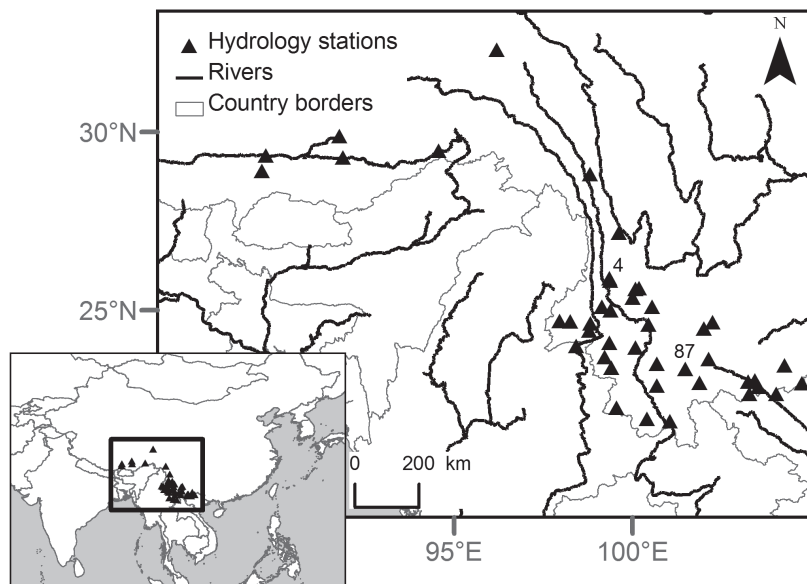 N
Hydrology stations
Rivers
Country borders
30°N
4
25°N
87
0 200 km
95°E 100°E